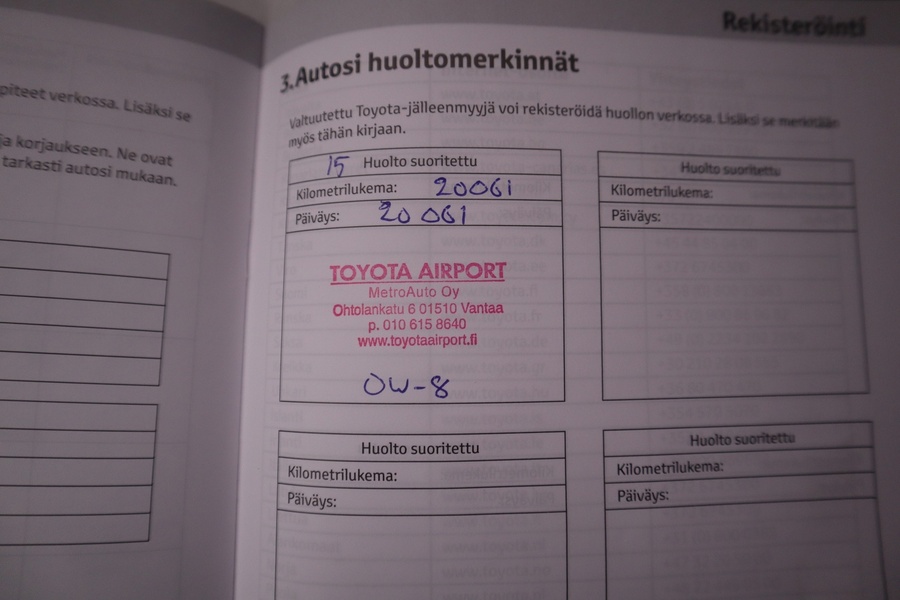 Rekisteröinti
piteet verkossa. Lisäksi se
ja korjaukseen. Ne ovat
tarkasti autosi mukaan.
3.Autosi huoltomerkinnät
Valtuutettu Toyota-jälleenmyyjä voi rekisteröidä huollon verkossa. Lisäksi se merkitään
myös tähän kirjaan.
15 Huolto suoritettu
Kilometrilukema: 20061
Päiväys: 20 061
TOYOTA AIRPORT
MetroAuto Oy
Ohtolankatu 6 01510 Vantaa
p. 010 615 8640
www.toyotaairport.fi
OW-8
Huolto suoritettu
Kilometrilukema:
Päiväys:
Huolto suoritettu
Kilometrilukema:
Päiväys:
Huolto suoritettu
Kilometrilukema:
Päiväys: